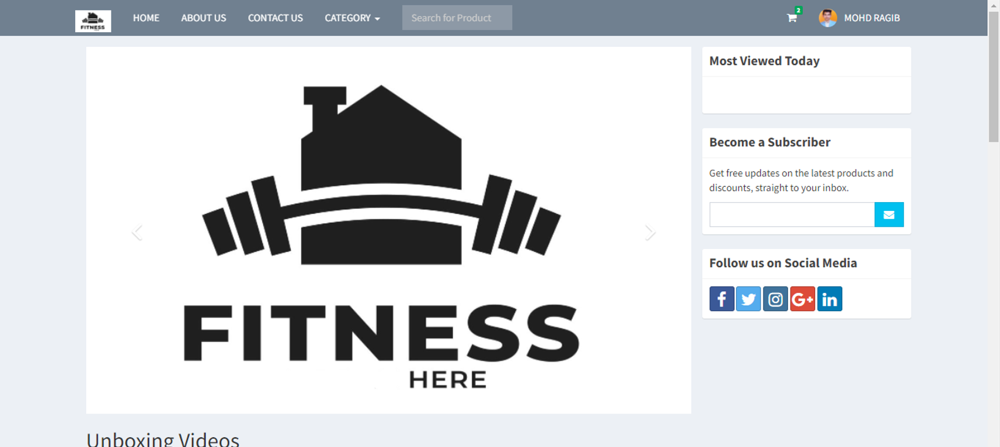 FITNESS
HERE
HOME
ABOUT US
CONTACT US
CATEGORY
Search for Product
2
MOHD RAGIB
FITNESS
HERE
Most Viewed Today
Become a Subscriber
Get free updates on the latest products and
discounts, straight to your inbox.
Follow us on Social Media
f
G+
in
Unboxing Videos